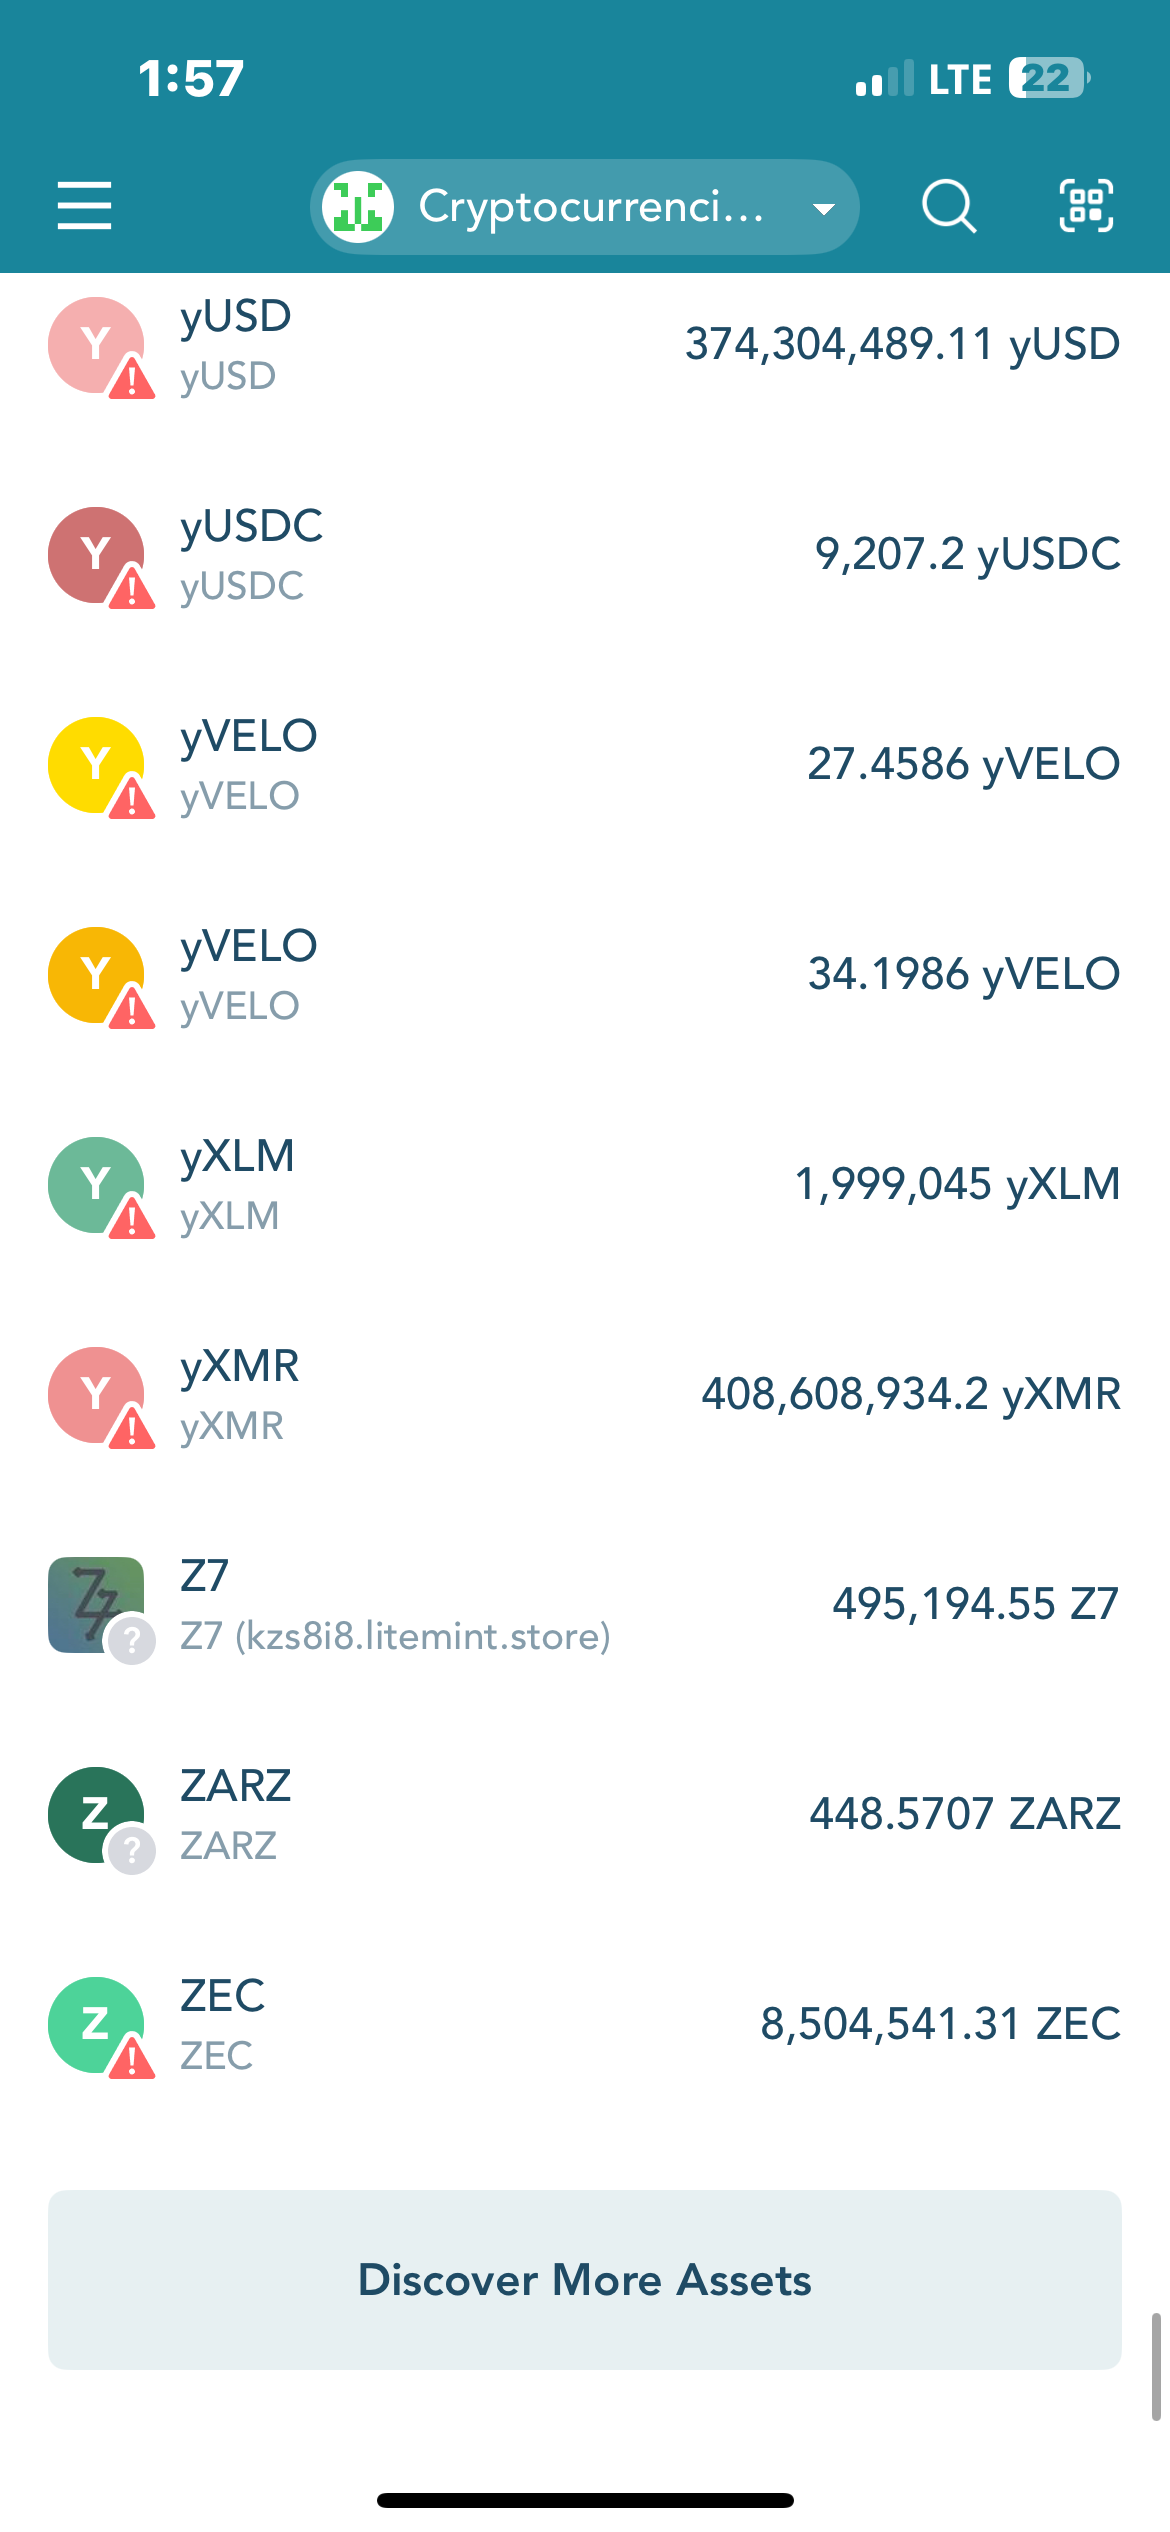 1:57
LTE 22
Cryptocurrenci...
Y
yUSD
374,304,489.11 yUSD
yUSD
Y
yUSDC
9,207.2 yUSDC
yUSDC
Y
yVELO
27.4586 yVELO
yVELO
Y
yVELO
34.1986 yVELO
yVELO
Y
yXLM
1,999,045 yXLM
yXLM
Y
yXMR
408,608,934.2 yXMR
yXMR
Z7
Z7
495,194.55 Z7
?
Z7 (kzs8i8.litemint.store)
Z
ZARZ
448.5707 ZARZ
?
ZARZ
Z
ZEC
8,504,541.31 ZEC
ZEC
Discover More Assets